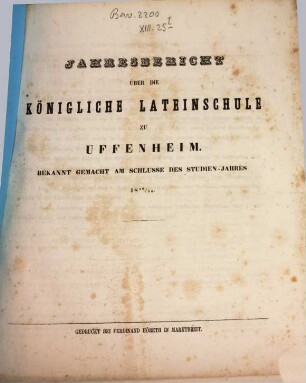 Bav. 2200
XIII. 25
JAHRESBERICHT
ÜBER DIE
KÖNIGLICHE LATEINSCHULE
ZU
UFFENHEIM.
BEKANNT GEMACHT AM SCHLUSSE DES STUDIEN-JAHRES
GEDRUCKT BEI FERDINAND
IN MARKTBREIT.